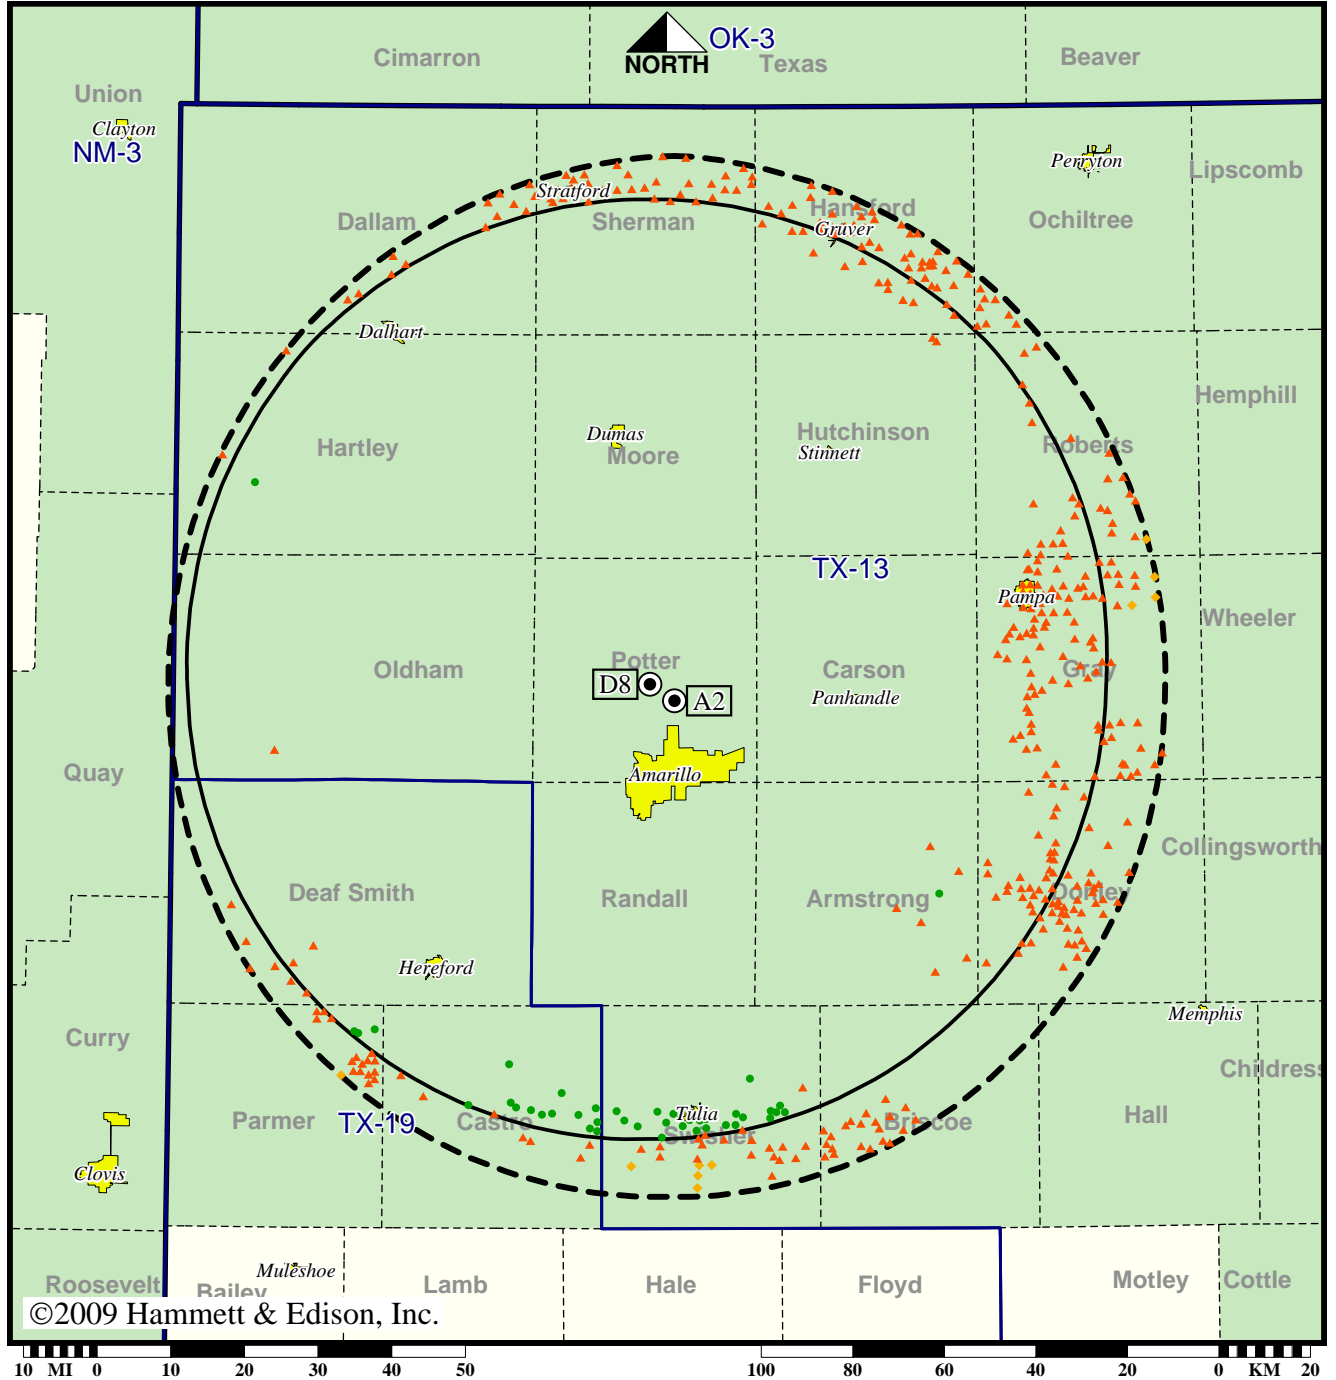 OK-3
NORTH
Cimarron
Texas
Beaver
Union
Clayton
NM-3
Perryton
Lipscomb
Stratford
Dallam
Sherman
Hansford
Gruver
Ochiltree
Dalhart
Hemphill
Hartley
Dumas
Moore
Hutchinson
Stinnett
Roberts
TX-13
Pampa
Wheeler
Oldham
Potter
Carson
Gray
D8
A2
Panhandle
Quay
Amarillo
Collingsworth
Deaf Smith
Randall
Armstrong
Donley
Hereford
Memphis
Curry
Childress
Parmer
TX-19
Castro
Tulia
Swisher
Briscoe
Hall
Clovis
Roosevelt
Bailey
Muleshoe
Lamb
Hale
Floyd
Motley
Cottle
©2009 Hammett & Edison, Inc.
10 MI 0 10 20 30 40 50
100 80 60 40 20 0 KM 20